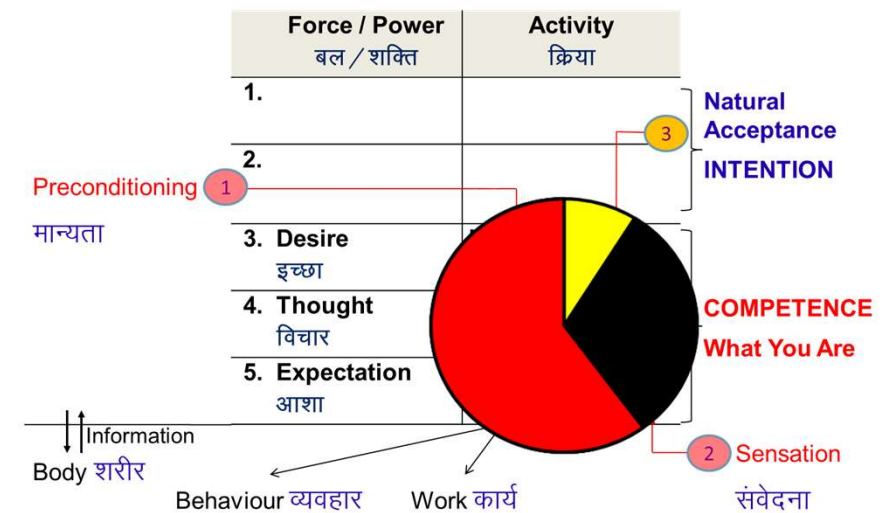 Force / Power
Activity
बल / शक्ति
क्रिया
1.
Natural
Acceptance
3
INTENTION
2.
Preconditioning
1
मान्यता
3. Desire
इच्छा
4. Thought
विचार
COMPETENCE
What You Are
5. Expectation
आशा
Information
Body शरीर
2
Sensation
संवेदना
Behaviour व्यवहार
Work कार्य